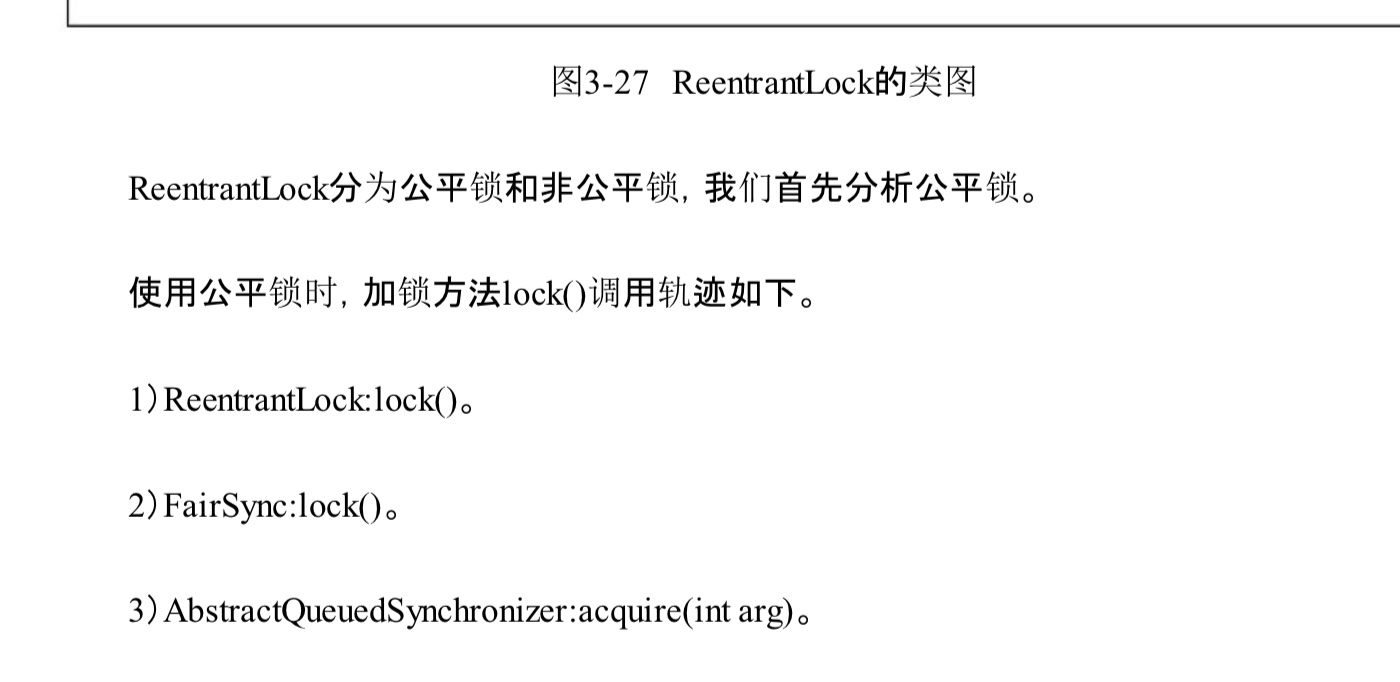 图3-27 ReentrantLock的类图
ReentrantLock分为公平锁和非公平锁,我们首先分析公平锁。
使用公平锁时,加锁方法lock()调用轨迹如下。
1)ReentrantLock:lock()。
2)FairSync:lock()。
3)AbstractQueuedSynchronizer:acquire(int arg)。